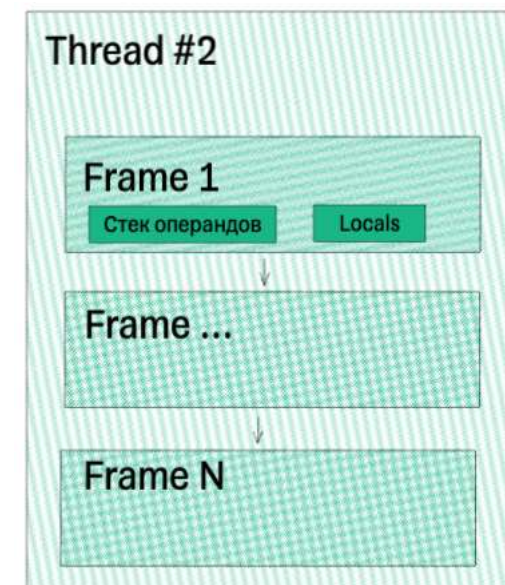 Thread #2
Frame 1
Стек операндов
Locals
Frame ...
Frame N